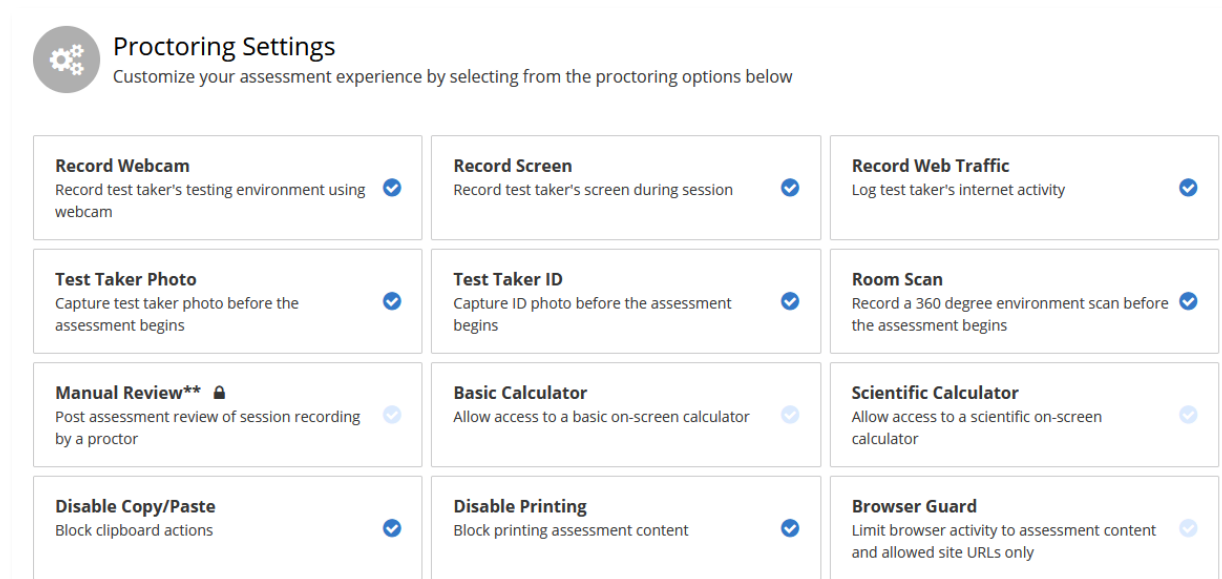 Proctoring Settings
Customize your assessment experience by selecting from the proctoring options below
Record Webcam
Record test taker's testing environment using
webcam
Record Screen
Record test taker's screen during session
Record Web Traffic
Log test taker's internet activity
Test Taker Photo
Capture test taker photo before the
assessment begins
Test Taker ID
Capture ID photo before the assessment
begins
Room Scan
Record a 360 degree environment scan before
the assessment begins
Manual Review**
Post assessment review of session recording
by a proctor
Basic Calculator
Allow access to a basic on-screen calculator
Scientific Calculator
Allow access to a scientific on-screen
calculator
Disable Copy/Paste
Block clipboard actions
Disable Printing
Block printing assessment content
Browser Guard
Limit browser activity to assessment content
and allowed site URLs only